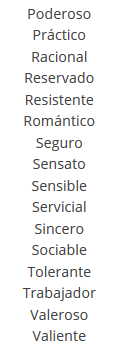 Poderoso
Práctico
Racional
Reservado
Resistente
Romántico
Seguro
Sensato
Sensible
Servicial
Sincero
Sociable
Tolerante
Trabajador
Valeroso
Valiente